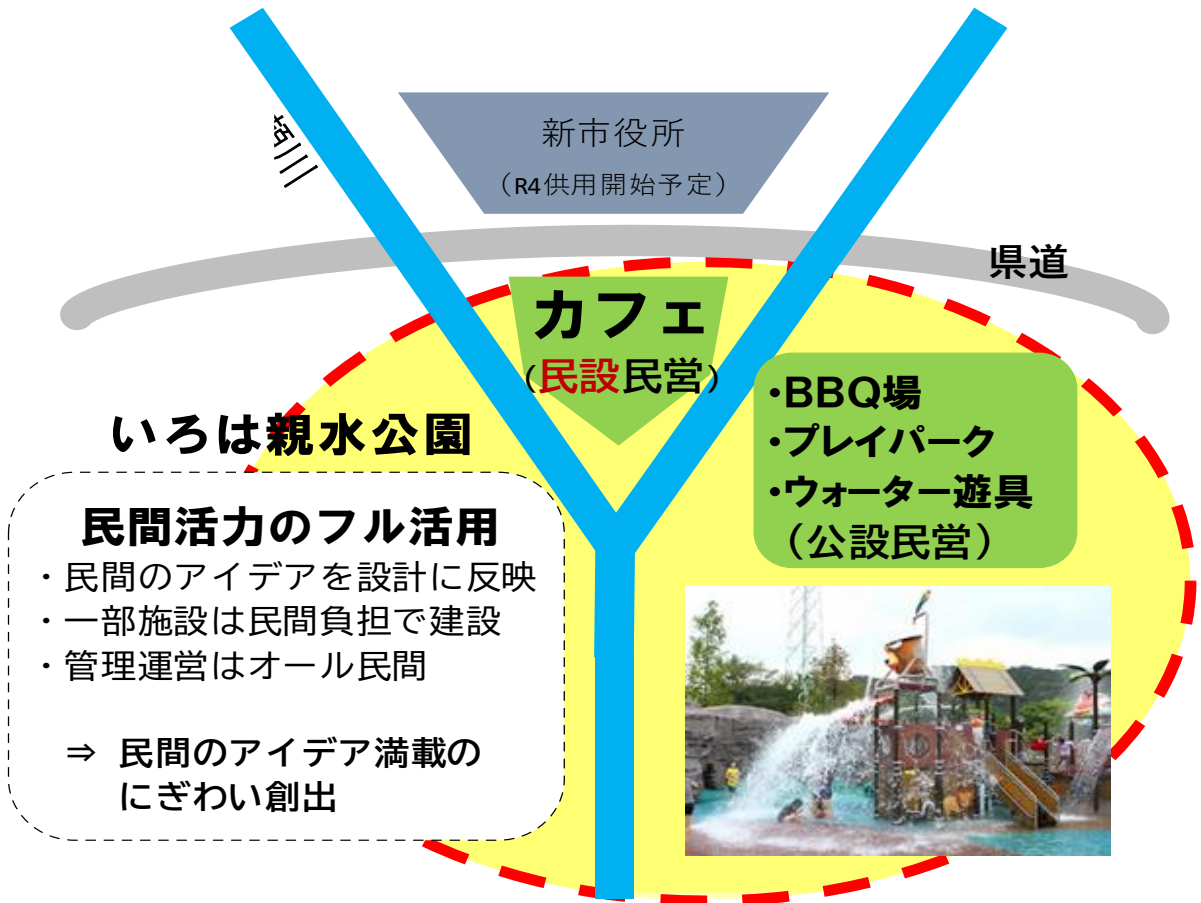 新市役所
（R4供用開始予定）
県道
カフェ
（民設民営）
・BBQ場
・プレイパーク
・ウォーター遊具
（公設民営）
いろは親水公園
民間活力のフル活用
・民間のアイデアを設計に反映
・一部施設は民間負担で建設
・管理運営はオール民間
⇒ 民間のアイデア満載の
にぎわい創出